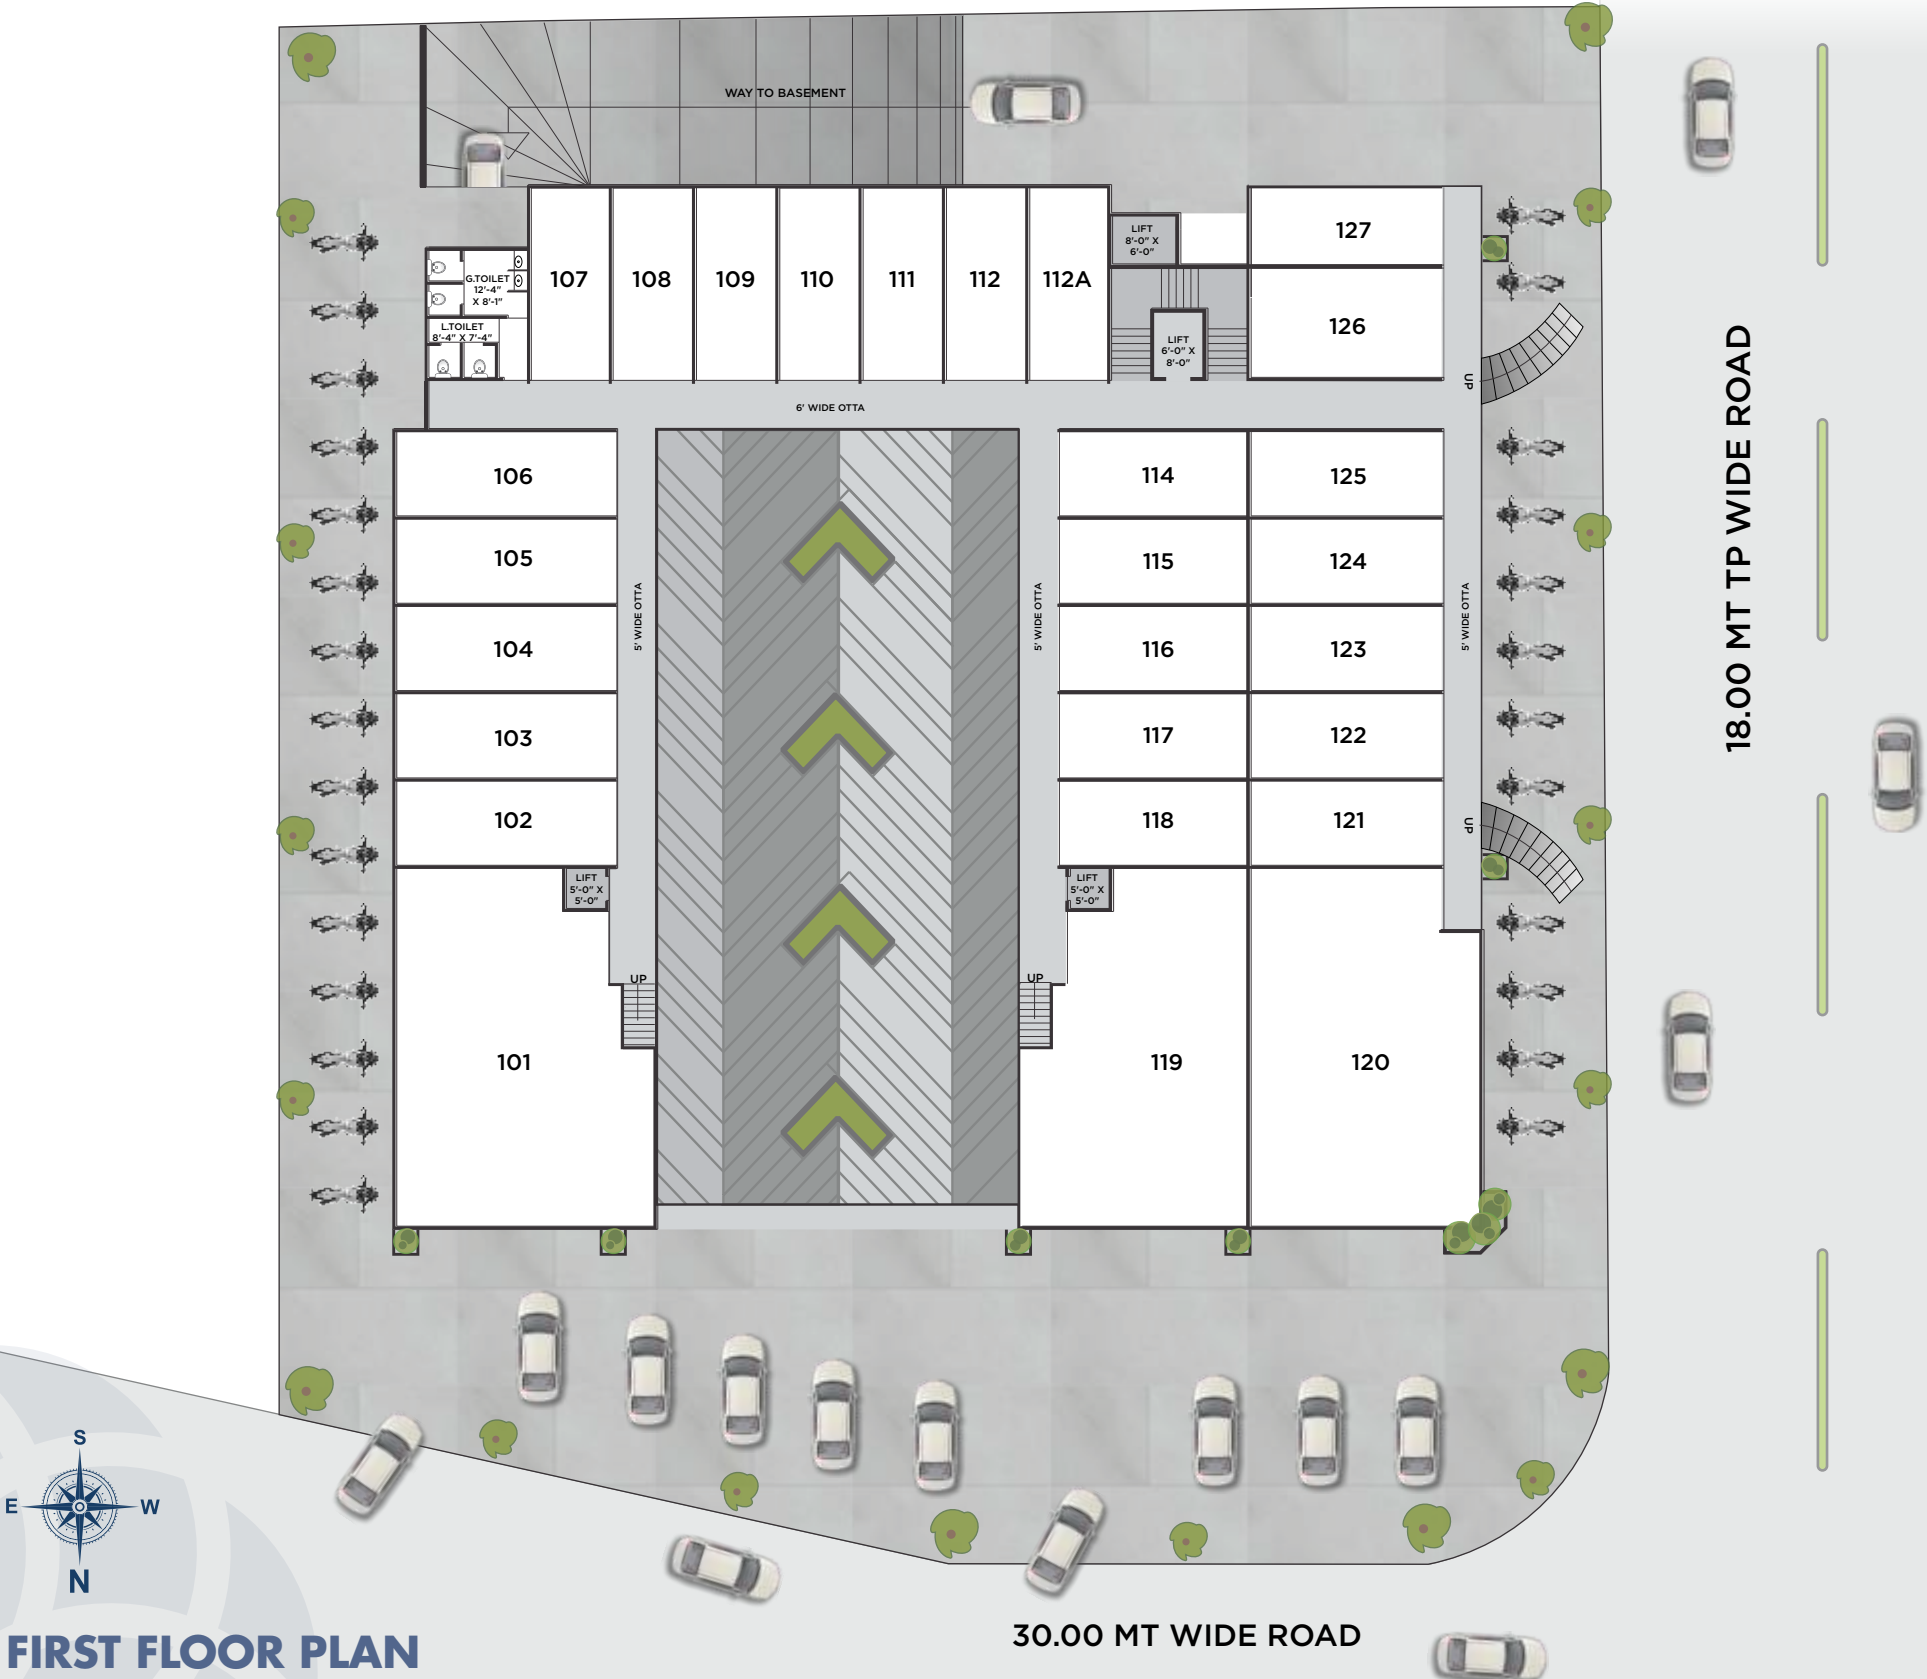 WAY TO BASEMENT
LIFT
8'-0" X
6'-0"
127
G.TOILET
12'-4"
X 8'-1"
107
108
109
110
111
112
112A
L.TOILET
8'-4" X 7'-4"
LIFT
6'-0" X
8'-0"
126
UP
6' WIDE OTTA
106
114
125
105
115
124
5' WIDE OTTA
5' WIDE OTTA
5' WIDE OTTA
104
116
123
103
117
122
102
118
121
UP
LIFT
5'-0" X
5'-0"
LIFT
5'-0" X
5'-0"
UP
UP
101
119
120
18.00 MT TP WIDE ROAD
S
E
W
N
30.00 MT WIDE ROAD
FIRST FLOOR PLAN